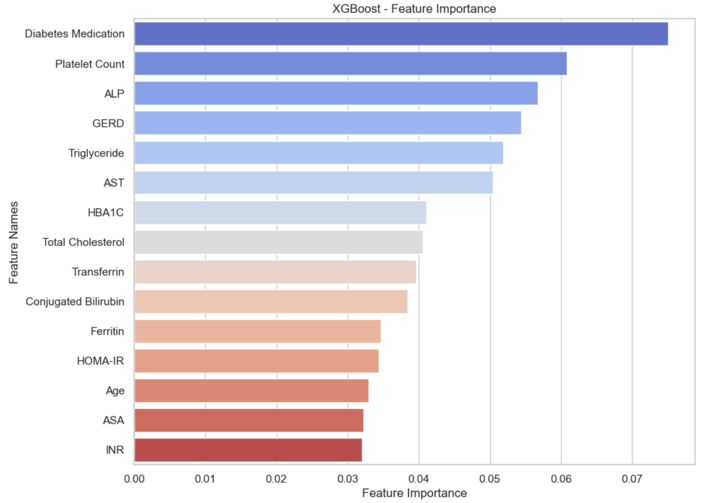 XGBoost - Feature Importance
Feature Names
Diabetes Medication
Platelet Count
ALP
GERD
Triglyceride
AST
HBA1C
Total Cholesterol
Transferrin
Conjugated Bilirubin
Ferritin
HOMA-IR
Age
ASA
INR
0.00 0.01 0.02 0.03 0.04 0.05 0.06 0.07
Feature Importance